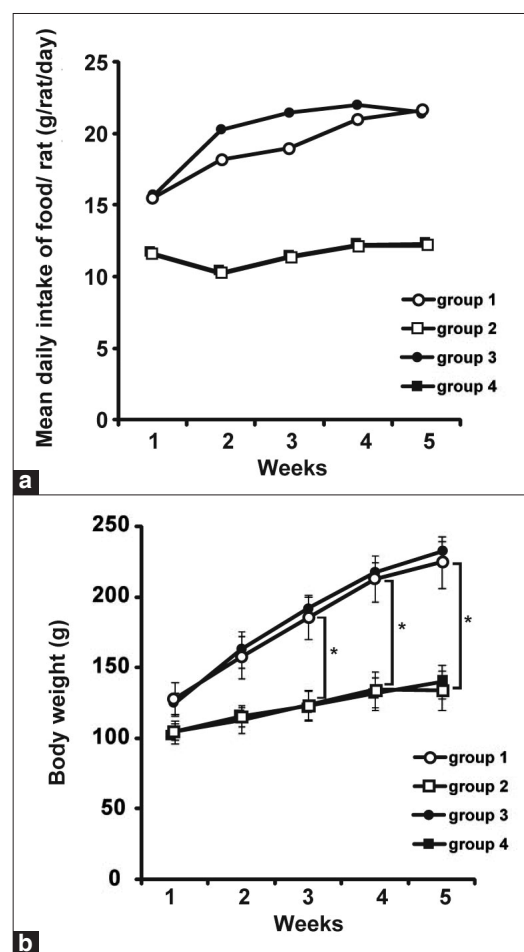 Mean daily intake of food/ rat (g/rat/day)
25
20
15
10
5
0
1 2 3 4 5
Weeks
group 1
group 2
group 3
group 4
a
Body weight (g)
250
200
150
100
50
0
1 2 3 4 5
Weeks
*
*
*
group 1
group 2
group 3
group 4
b